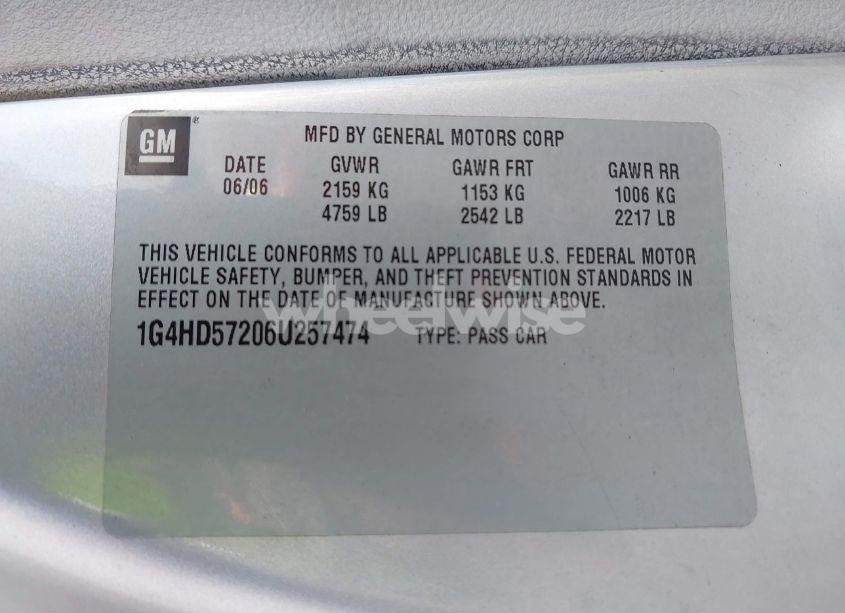 GM®
MFD BY GENERAL MOTORS CORP
DATE GVWR GAWR FRT GAWR RR
06/06 2159 KG 1153 KG 1006 KG
4759 LB 2542 LB 2217 LB
THIS VEHICLE CONFORMS TO ALL APPLICABLE U.S. FEDERAL MOTOR
VEHICLE SAFETY, BUMPER, AND THEFT PREVENTION STANDARDS IN
EFFECT ON THE DATE OF MANUFACTURE SHOWN ABOVE.
wheelwise
1G4HD57206U257474 TYPE: PASS CAR